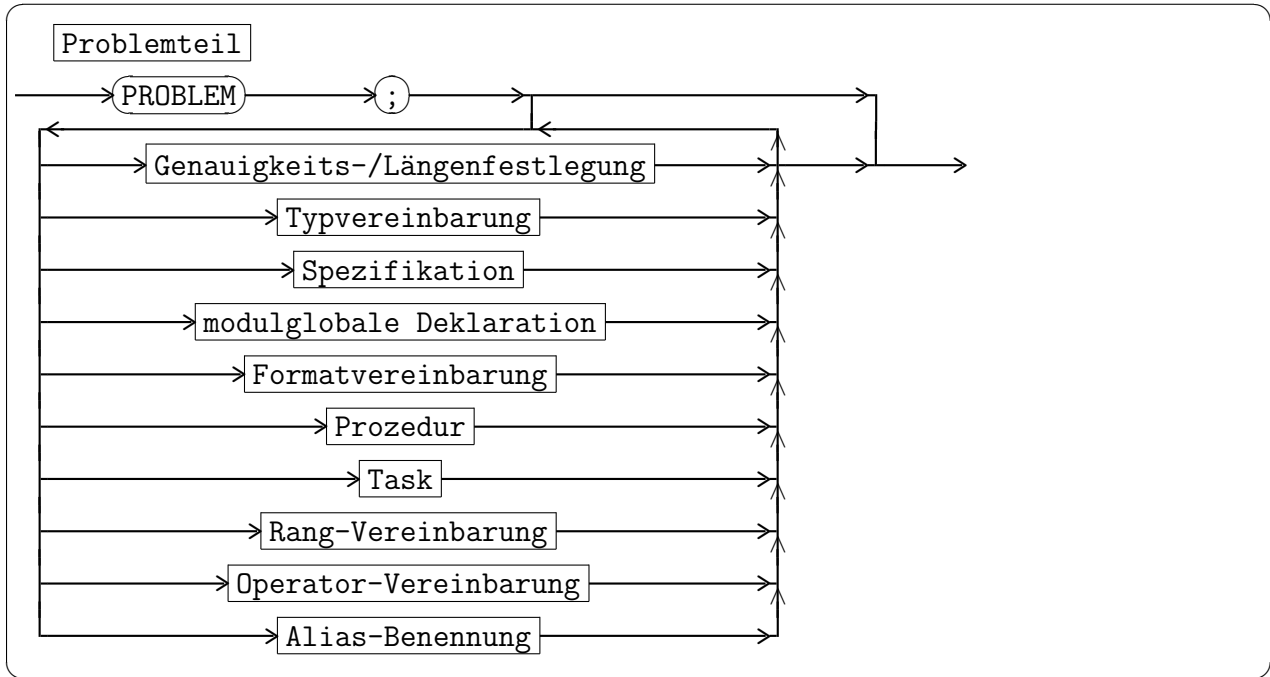 Problemteil
PROBLEM ;
Genauigkeits-/Längenfestlegung
Typvereinbarung
Spezifikation
modulglobale Deklaration
Formatvereinbarung
Prozedur
Task
Rang-Vereinbarung
Operator-Vereinbarung
Alias-Benennung